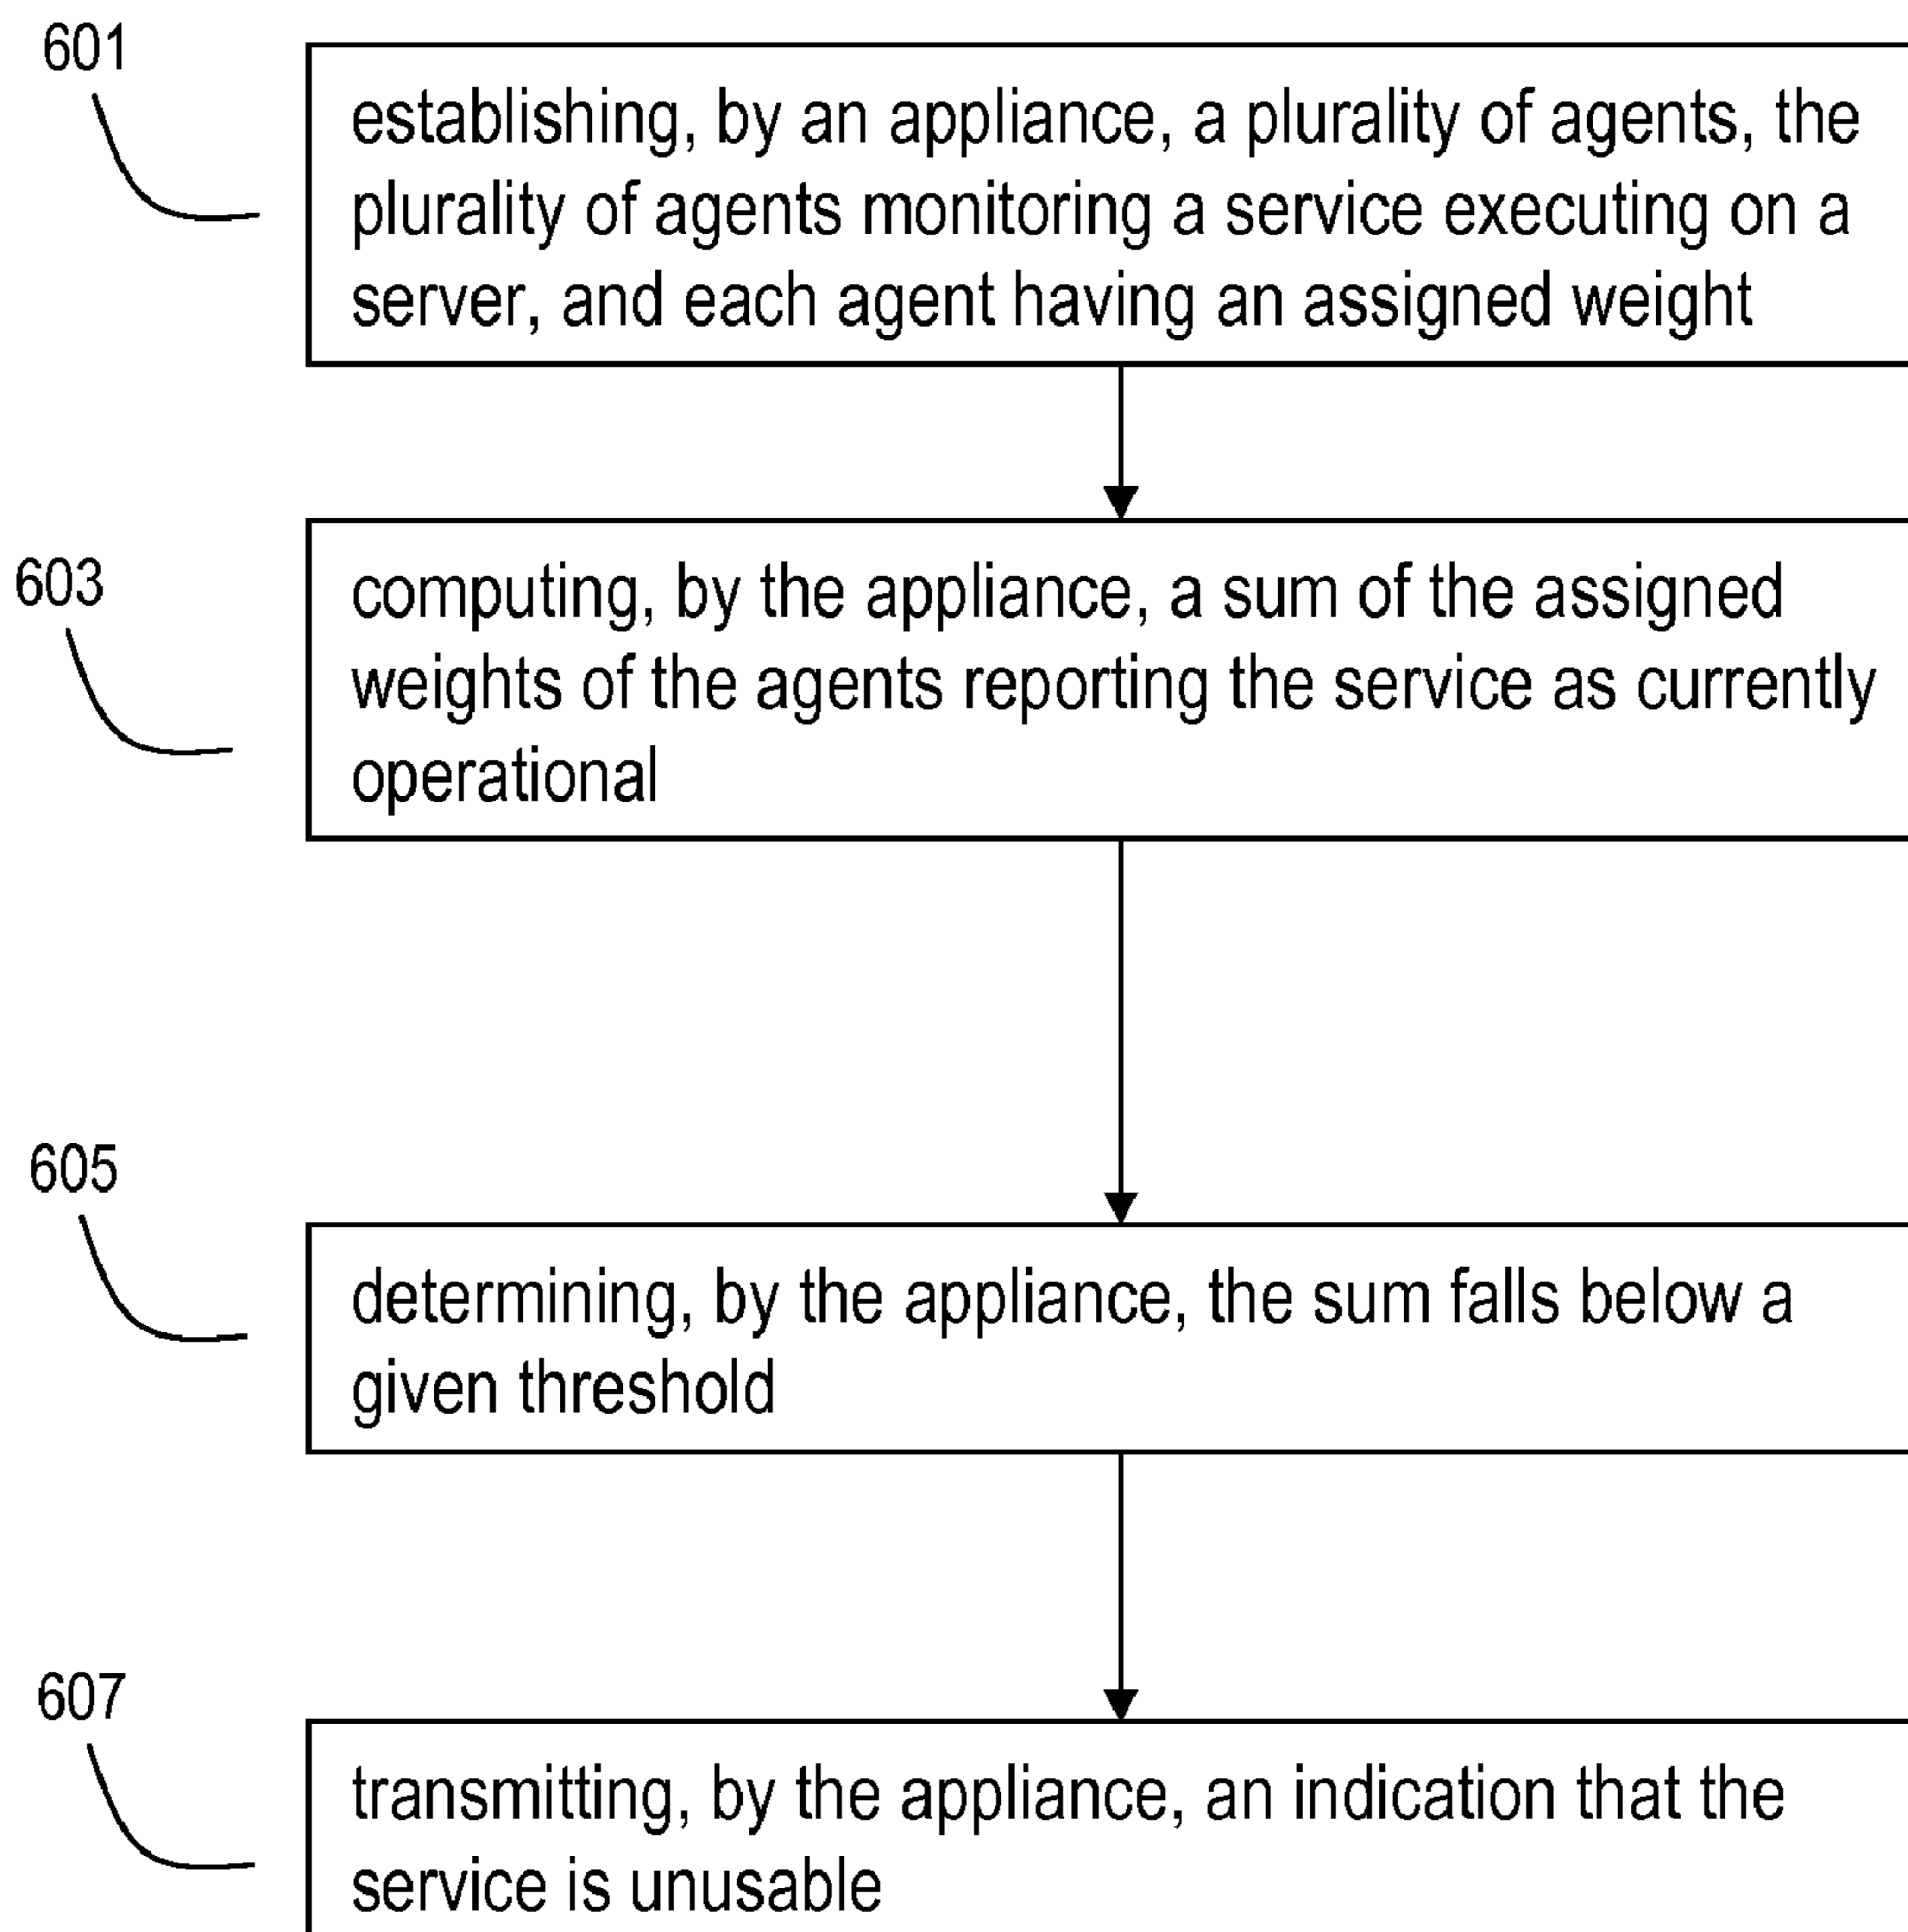 601
establishing, by an appliance, a plurality of agents, the
plurality of agents monitoring a service executing on a
server, and each agent having an assigned weight
603
computing, by the appliance, a sum of the assigned
weights of the agents reporting the service as currently
operational
605
determining, by the appliance, the sum falls below a
given threshold
607
transmitting, by the appliance, an indication that the
service is unusable